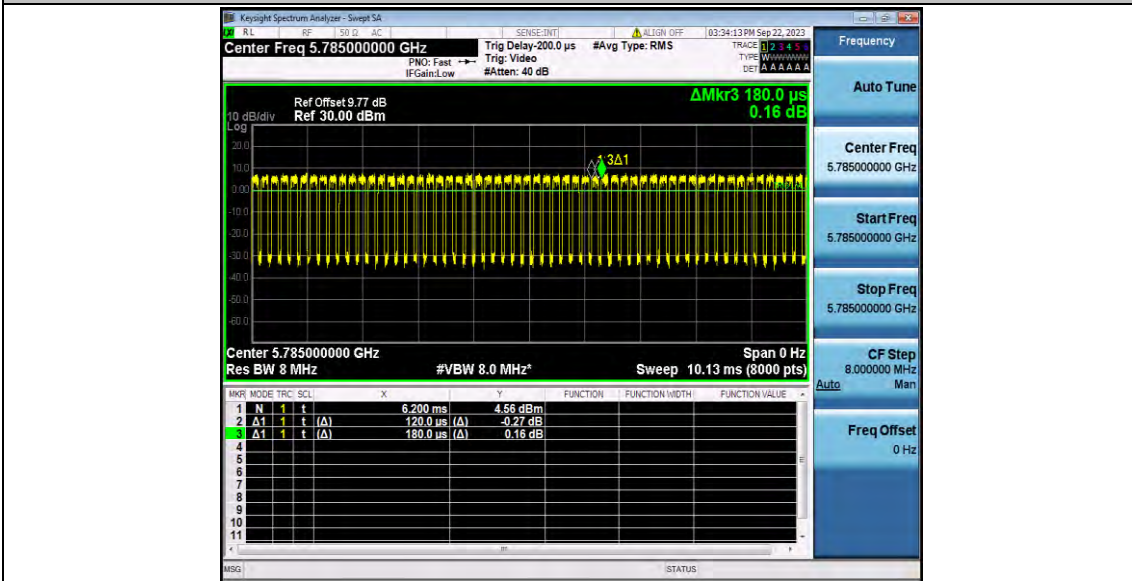 Keysight Spectrum Analyzer - Swept SA
RL RF 50 Ω AC SENSE:INT ALIGN OFF 03:34:13 PM Sep 22, 2023
Center Freq 5.785000000 GHz Trig Delay-200.0 µs #Avg Type: RMS TRACE 1 2 3 4 5 6
PNO: Fast Trig: Video TYPE
IFGain:Low #Atten: 40 dB DET A A A A A A
Frequency
Ref Offset 9.77 dB ΔMkr3 180.0 µs
10 dB/div Ref 30.00 dBm 0.16 dB
Log
20.0
10.0
0.00
-10.0
-20.0
-30.0
-40.0
-50.0
-60.0
3Δ1
Center 5.785000000 GHz Span 0 Hz
Res BW 8 MHz #VBW 8.0 MHz* Sweep 10.13 ms (8000 pts)
MKR MODE TRC SCL X Y FUNCTION FUNCTION WIDTH FUNCTION VALUE
1 N 1 t 6.200 ms 4.56 dBm
2 Δ1 1 t (Δ) 120.0 µs (Δ) -0.27 dB
3 Δ1 1 t (Δ) 180.0 µs (Δ) 0.16 dB
4
5
6
7
8
9
10
11
MSG STATUS
Auto Tune
Center Freq
5.785000000 GHz
Start Freq
5.785000000 GHz
Stop Freq
5.785000000 GHz
CF Step
8.000000 MHz
Auto Man
Freq Offset
0 Hz